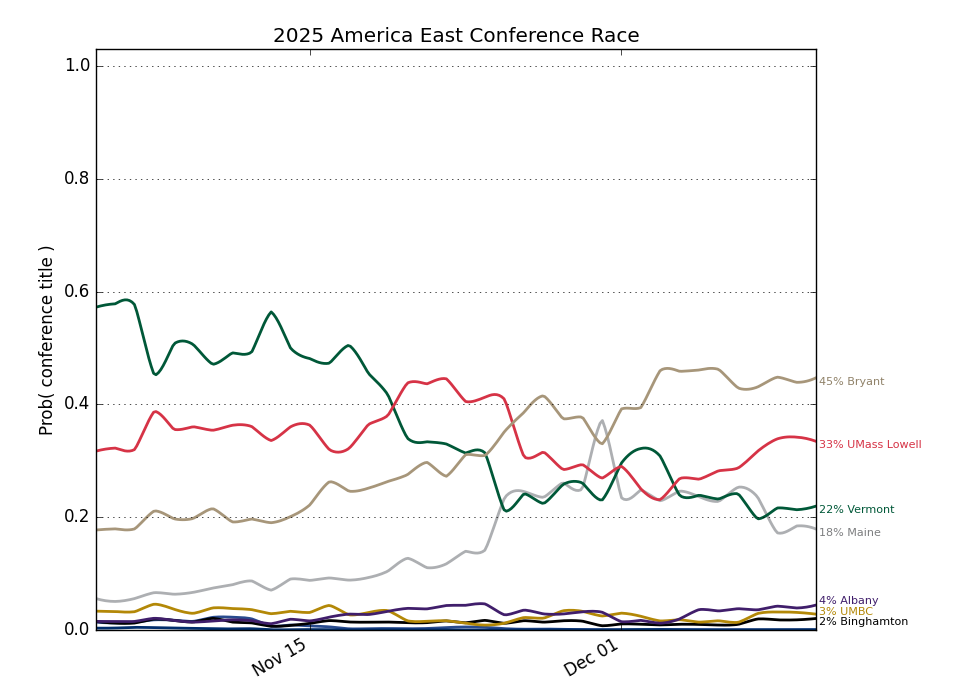 2025 America East Conference Race
1.0
0.8
0.6
0.4
0.2
0.0
Prob( conference title )
Nov 15
Dec 01
45% Bryant
33% UMass Lowell
22% Vermont
18% Maine
4% Albany
3% UMBC
2% Binghamton